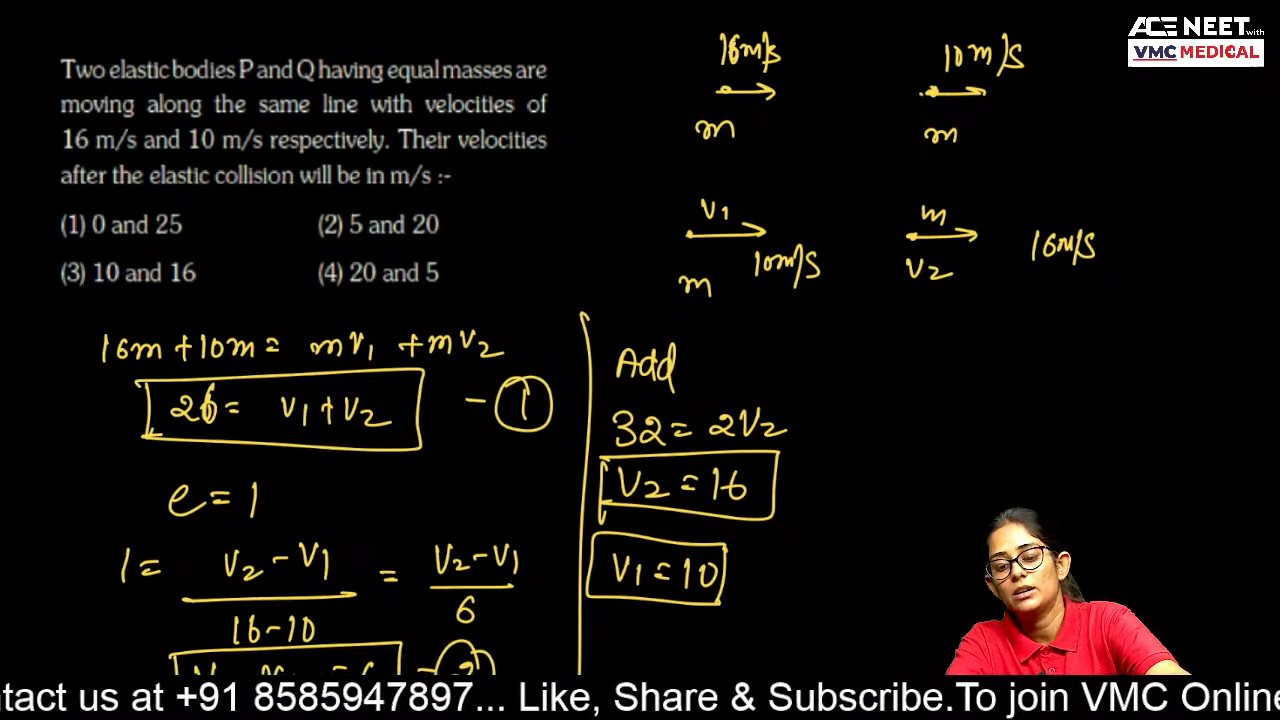 ACE NEET with
VMC MEDICAL
Two elastic bodies P and Q having equal masses are
moving along the same line with velocities of
16 m/s and 10 m/s respectively. Their velocities
after the elastic collision will be in m/s :-
(1) 0 and 25 (2) 5 and 20
(3) 10 and 16 (4) 20 and 5
16m/s 10m/s
m m
V1 m
m 10m/s V2 16m/s
16m + 10m = mV1 + mV2
26 = V1 + V2 - 1
e = 1
1 = V2 - V1 / 16 - 10 = V2 - V1 / 6
Add
32 = 2V2
V2 = 16
V1 = 10
ntact us at +91 8585947897... Like, Share & Subscribe.To join VMC Online